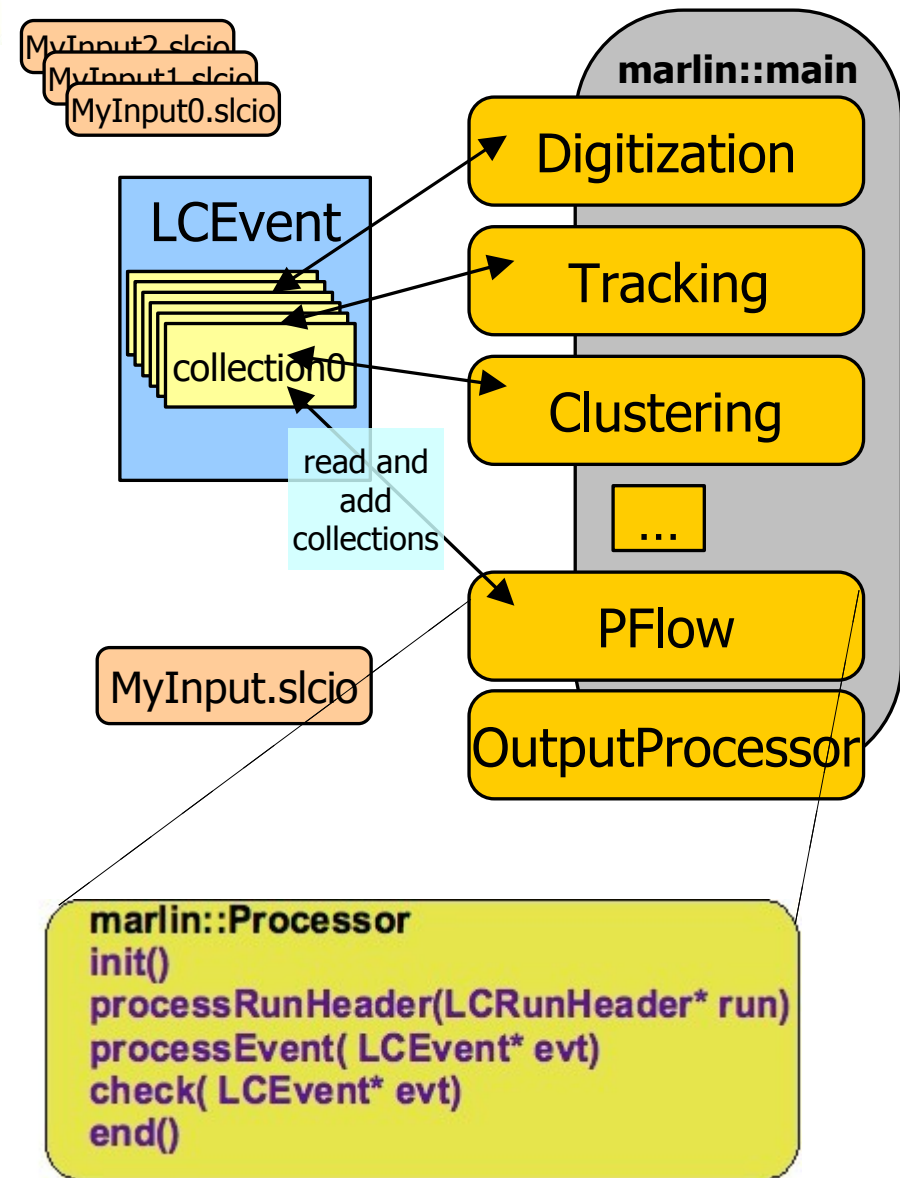 MyInput2.slcio
MyInput1.slcio
MyInput0.slcio
marlin::main
Digitization
LCEvent
Tracking
collection0
Clustering
read and
add
collections
...
PFlow
MyInput.slcio
OutputProcessor
marlin::Processor
init()
processRunHeader(LCRunHeader* run)
processEvent( LCEvent* evt)
check( LCEvent* evt)
end()